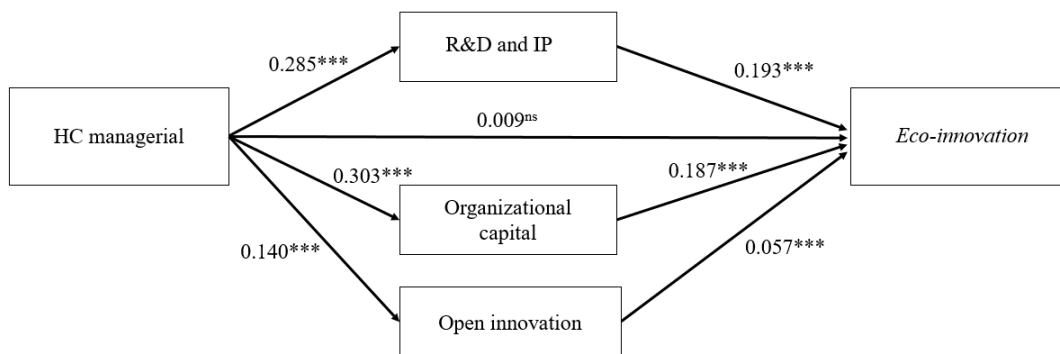 R&D and IP
0.285***
0.193***
HC managerial
0.009ns
Eco-innovation
0.303***
0.187***
Organizational
capital
0.140***
0.057***
Open innovation